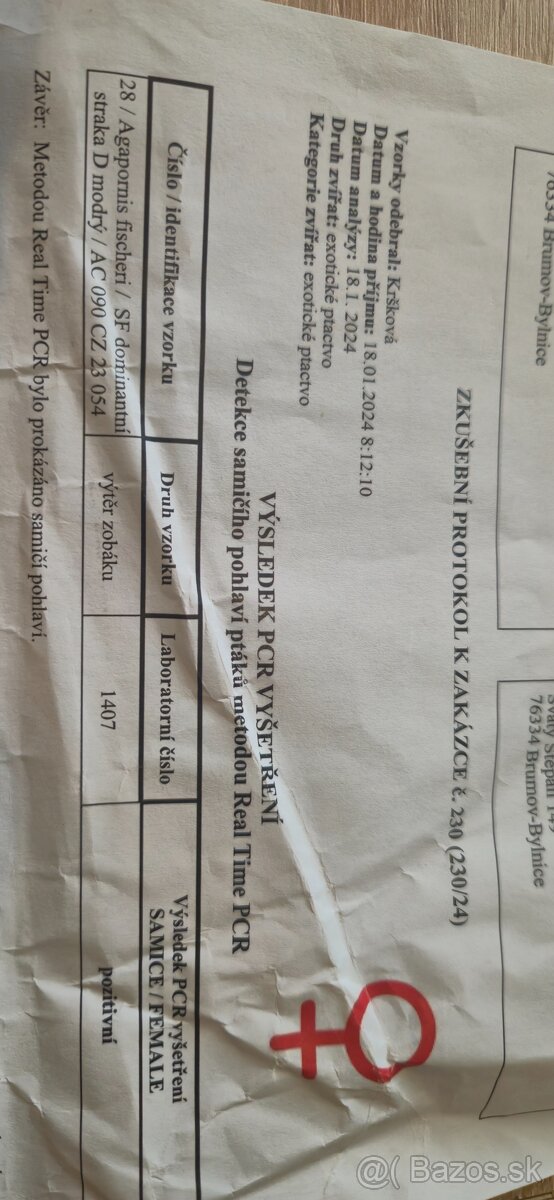 76334 Brumov-Bylnice
76334 Brumov-Bylnice
ZKUŠEBNÍ PROTOKOL K ZAKÁZCE č. 230 (230/24)
Vzorky odebral: Kršková
Datum a hodina příjmu: 18.01.2024 8:12:10
Datum analýzy: 18.1. 2024
Druh zvířat: exotické ptactvo
Kategorie zvířat: exotické ptactvo
VÝSLEDEK PCR VYŠETŘENÍ
Detekce samičího pohlaví ptáků metodou Real Time PCR
Číslo / identifikace vzorku
Druh vzorku
Laboratorní číslo
Výsledek PCR vyšetření
SAMICE / FEMALE
28 / Agapornis fischeri / SF dominantní
straka D modrý / AC 090 CZ 23 054
výtěr zobáku
1407
pozitivní
Závěr: Metodou Real Time PCR bylo prokázáno samičí pohlaví.
Bazos.sk